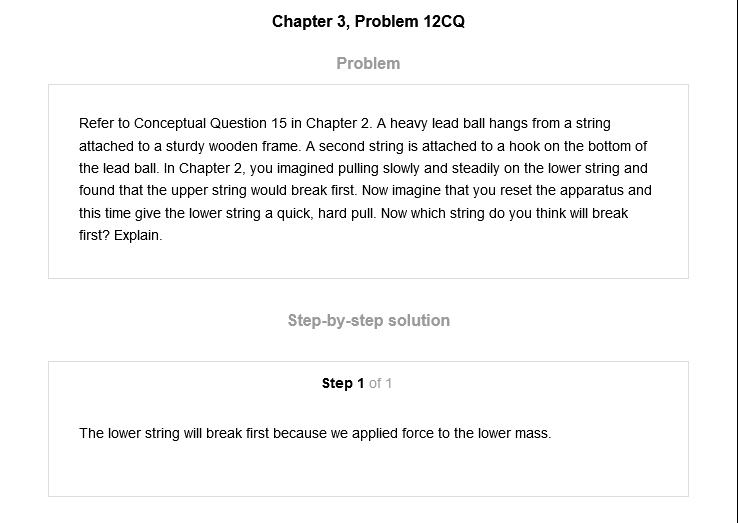 Chapter 3, Problem 12CQ
Problem
Refer to Conceptual Question 15 in Chapter 2. A heavy lead ball hangs from a string
attached to a sturdy wooden frame. A second string is attached to a hook on the bottom of
the lead ball. In Chapter 2, you imagined pulling slowly and steadily on the lower string and
found that the upper string would break first. Now imagine that you reset the apparatus and
this time give the lower string a quick, hard pull. Now which string do you think will break
first? Explain.
Step-by-step solution
Step 1 of 1
The lower string will break first because we applied force to the lower mass.